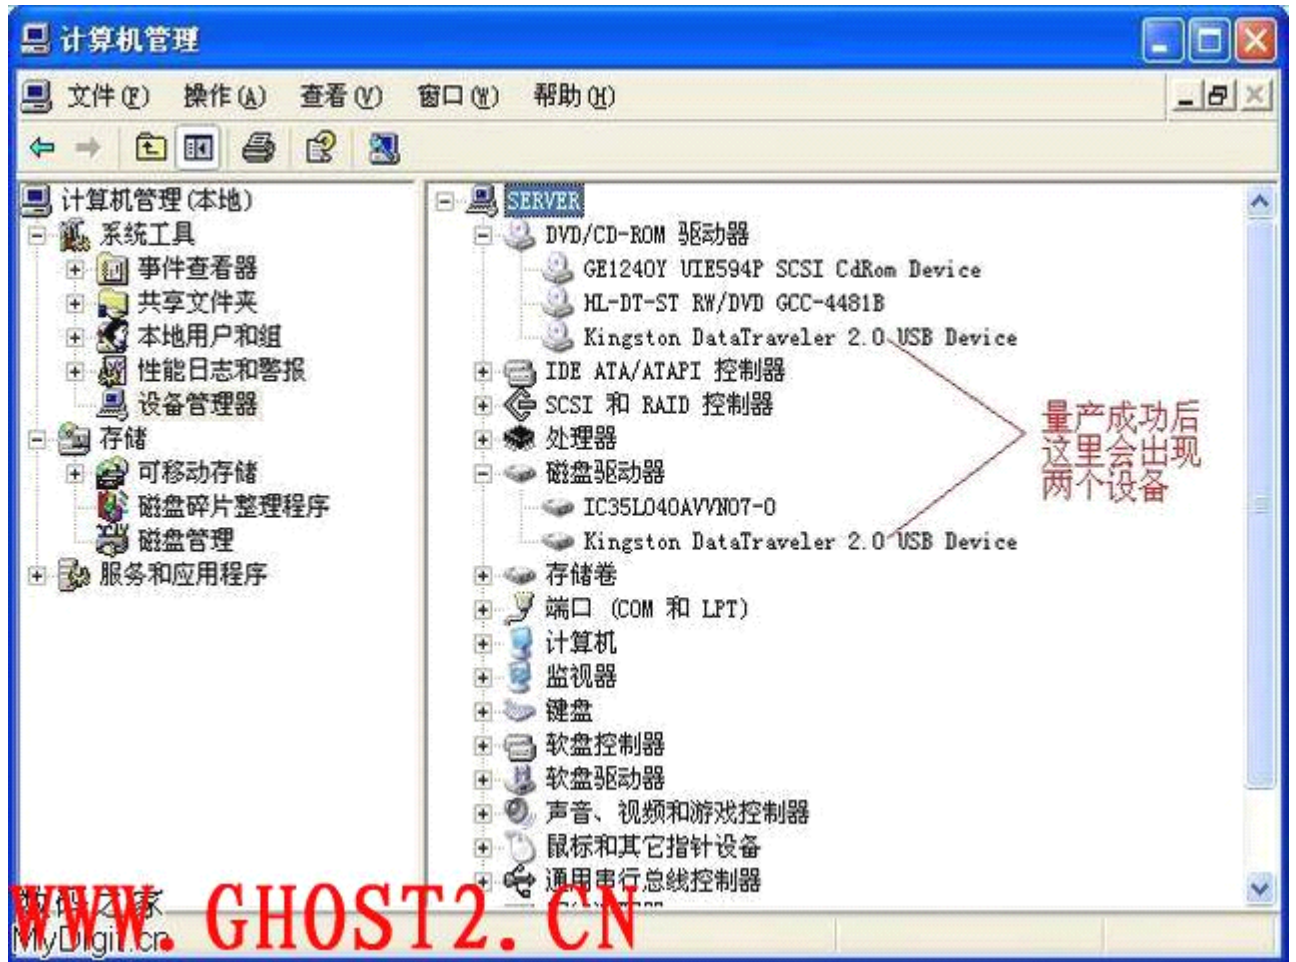 计算机管理
文件(F) 操作(A) 查看(V) 窗口(W) 帮助(H)
计算机管理(本地)
系统工具
事件查看器
共享文件夹
本地用户和组
性能日志和警报
设备管理器
存储
可移动存储
磁盘碎片整理程序
磁盘管理
服务和应用程序
SERVER
DVD/CD-ROM 驱动器
GE1240Y UIE594P SCSI CdRom Device
HL-DT-ST RW/DVD GCC-4481B
Kingston DataTraveler 2.0 USB Device
IDE ATA/ATAPI 控制器
SCSI 和 RAID 控制器
处理器
磁盘驱动器
IC35L040AVVN07-0
Kingston DataTraveler 2.0 USB Device
存储卷
端口 (COM 和 LPT)
计算机
监视器
键盘
软盘控制器
软盘驱动器
声音、视频和游戏控制器
鼠标和其它指针设备
通用串行总线控制器
量产成功后
这里会出现
两个设备
数码之家
MyDigit.cn
WWW.GHOST2.CN